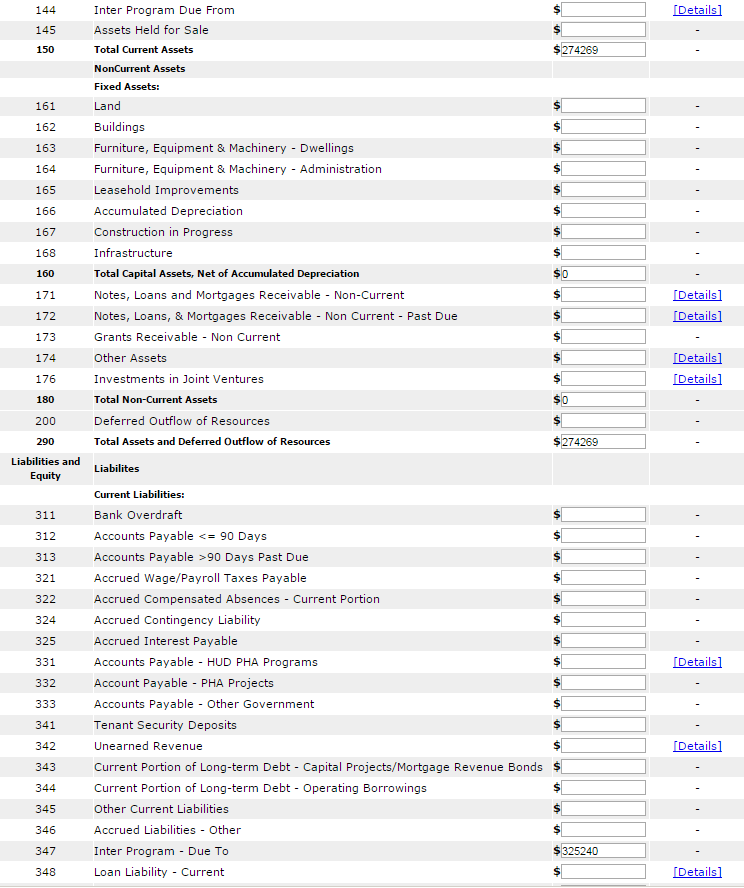 144 Inter Program Due From $ [Details]
145 Assets Held for Sale $ -
150 Total Current Assets $274269 -
NonCurrent Assets
Fixed Assets:
161 Land $ -
162 Buildings $ -
163 Furniture, Equipment & Machinery - Dwellings $ -
164 Furniture, Equipment & Machinery - Administration $ -
165 Leasehold Improvements $ -
166 Accumulated Depreciation $ -
167 Construction in Progress $ -
168 Infrastructure $ -
160 Total Capital Assets, Net of Accumulated Depreciation $0 -
171 Notes, Loans and Mortgages Receivable - Non-Current $ [Details]
172 Notes, Loans, & Mortgages Receivable - Non Current - Past Due $ [Details]
173 Grants Receivable - Non Current $ -
174 Other Assets $ [Details]
176 Investments in Joint Ventures $ [Details]
180 Total Non-Current Assets $0 -
200 Deferred Outflow of Resources $ -
290 Total Assets and Deferred Outflow of Resources $274269 -
Liabilities and
Equity
Liabilites
Current Liabilities:
311 Bank Overdraft $ -
312 Accounts Payable <= 90 Days $ -
313 Accounts Payable >90 Days Past Due $ -
321 Accrued Wage/Payroll Taxes Payable $ -
322 Accrued Compensated Absences - Current Portion $ -
324 Accrued Contingency Liability $ -
325 Accrued Interest Payable $ -
331 Accounts Payable - HUD PHA Programs $ [Details]
332 Account Payable - PHA Projects $ -
333 Accounts Payable - Other Government $ -
341 Tenant Security Deposits $ -
342 Unearned Revenue $ [Details]
343 Current Portion of Long-term Debt - Capital Projects/Mortgage Revenue Bonds $ -
344 Current Portion of Long-term Debt - Operating Borrowings $ -
345 Other Current Liabilities $ -
346 Accrued Liabilities - Other $ -
347 Inter Program - Due To $325240 -
348 Loan Liability - Current $ [Details]